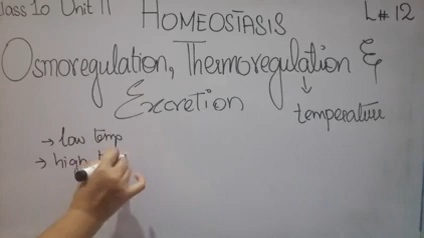 lass 10 Unit 11 HOMEOSTASIS L# 12
Osmoregulation, Thermoregulation &
Excretion
temperature
→ low temp
→ high